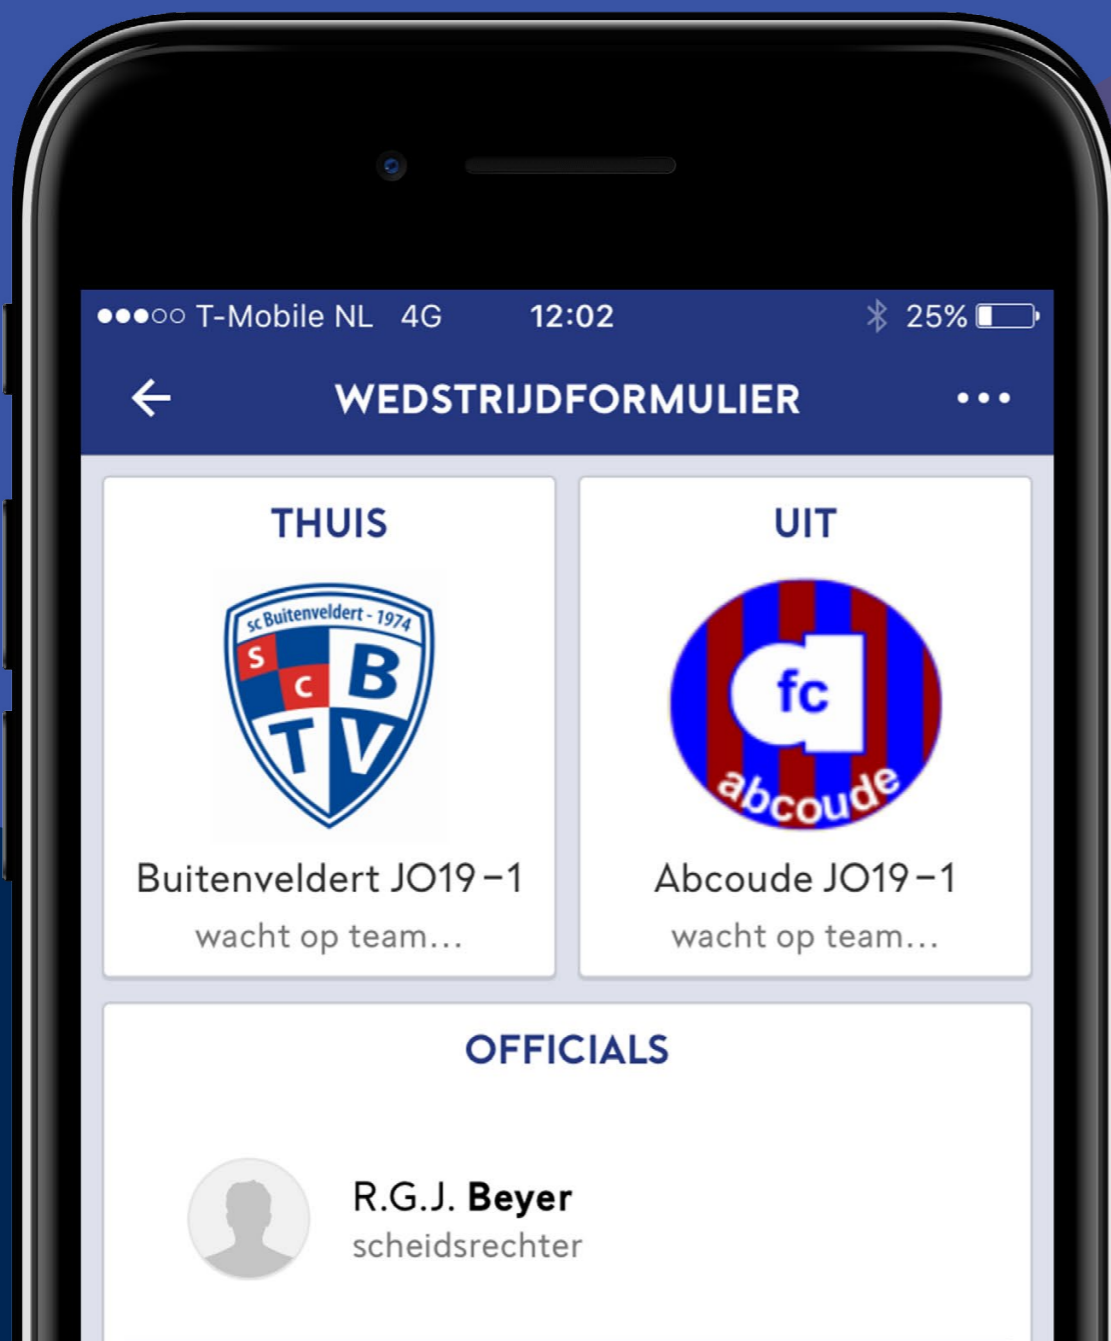 T-Mobile NL 4G 12:02 25%
WEDSTRIJDFORMULIER
THUIS
sc Buitenveldert - 1974
S
C
B
T V
Buitenveldert JO19-1
wacht op team...
UIT
fc
a
abcoude
Abcoude JO19-1
wacht op team...
OFFICIALS
R.G.J. Beyer
scheidsrechter